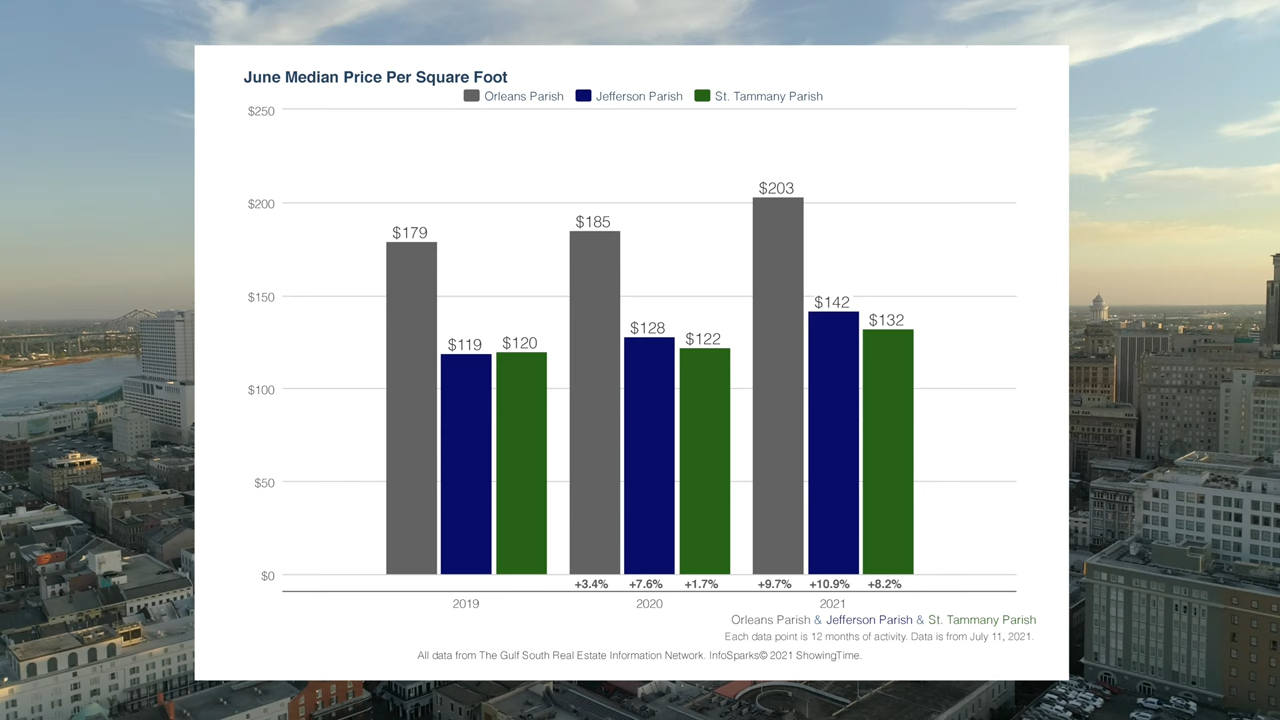 June Median Price Per Square Foot
Orleans Parish Jefferson Parish St. Tammany Parish
$250
$200
$150
$100
$50
$0
$179
$119
$120
$185
$128
$122
$203
$142
$132
+3.4% +7.6% +1.7% +9.7% +10.9% +8.2%
2019 2020 2021
Orleans Parish & Jefferson Parish & St. Tammany Parish
Each data point is 12 months of activity. Data is from July 11, 2021.
All data from The Gulf South Real Estate Information Network. InfoSparks© 2021 ShowingTime.